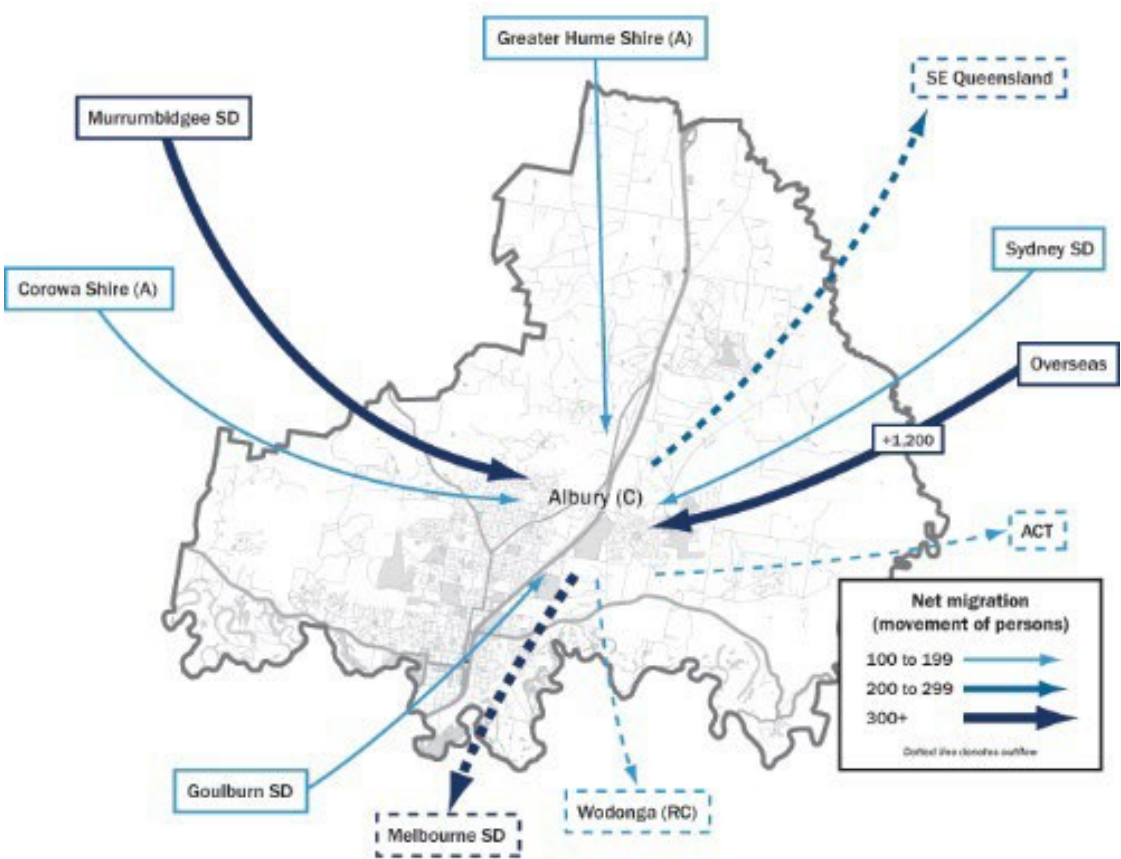 Greater Hume Shire (A)
SE Queensland
Murrumbidgee SD
Sydney SD
Corowa Shire (A)
Overseas
+1,200
Albury (C)
ACT
Net migration
(movement of persons)
100 to 199
200 to 299
300+
Dotted line denotes outflow
Goulburn SD
Wodonga (RC)
Melbourne SD